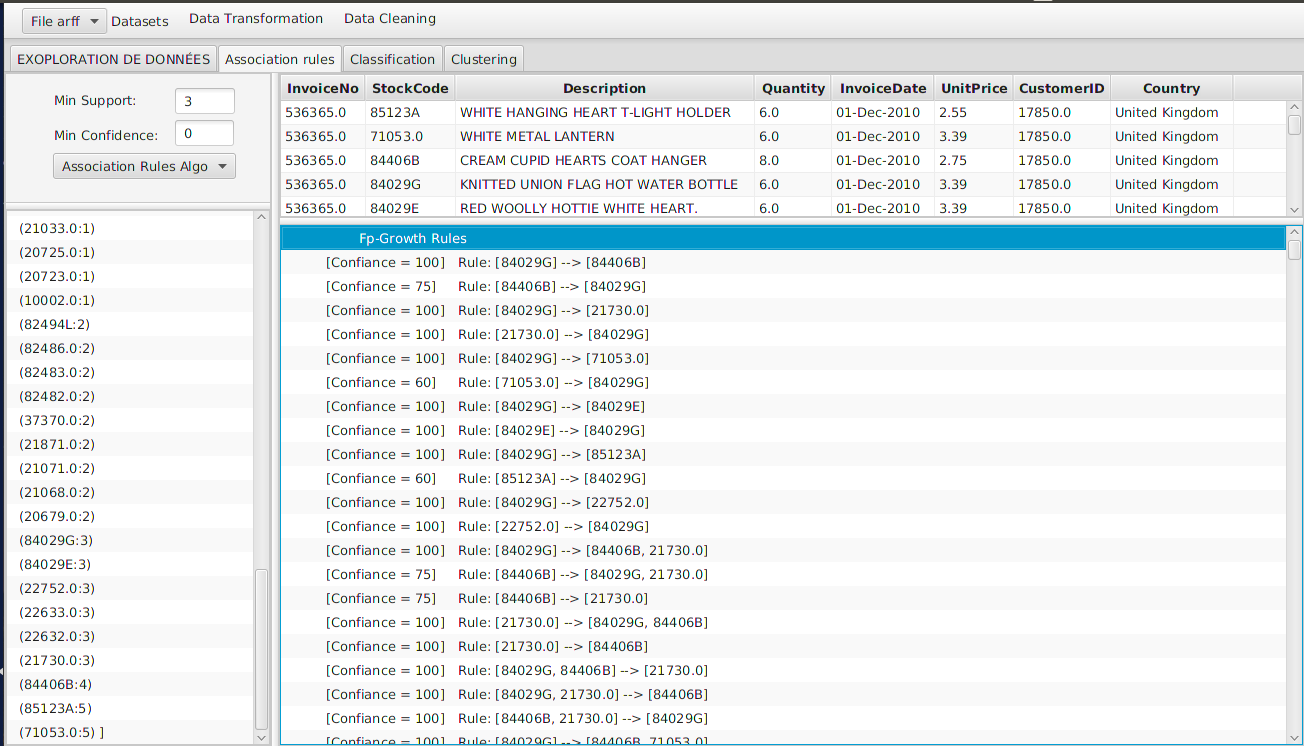 File arff Datasets Data Transformation Data Cleaning
EXOPLORATION DE DONNÉES Association rules Classification Clustering
Min Support: 3
Min Confidence: 0
Association Rules Algo
(21033.0:1)
(20725.0:1)
(20723.0:1)
(10002.0:1)
(82494L:2)
(82486.0:2)
(82483.0:2)
(82482.0:2)
(37370.0:2)
(21871.0:2)
(21071.0:2)
(21068.0:2)
(20679.0:2)
(84029G:3)
(84029E:3)
(22752.0:3)
(22633.0:3)
(22632.0:3)
(21730.0:3)
(84406B:4)
(85123A:5)
(71053.0:5) ]
InvoiceNo StockCode Description Quantity InvoiceDate UnitPrice CustomerID Country
536365.0 85123A WHITE HANGING HEART T-LIGHT HOLDER 6.0 01-Dec-2010 2.55 17850.0 United Kingdom
536365.0 71053.0 WHITE METAL LANTERN 6.0 01-Dec-2010 3.39 17850.0 United Kingdom
536365.0 84406B CREAM CUPID HEARTS COAT HANGER 8.0 01-Dec-2010 2.75 17850.0 United Kingdom
536365.0 84029G KNITTED UNION FLAG HOT WATER BOTTLE 6.0 01-Dec-2010 3.39 17850.0 United Kingdom
536365.0 84029E RED WOOLLY HOTTIE WHITE HEART. 6.0 01-Dec-2010 3.39 17850.0 United Kingdom
Fp-Growth Rules
[Confiance = 100] Rule: [84029G] --> [84406B]
[Confiance = 75] Rule: [84406B] --> [84029G]
[Confiance = 100] Rule: [84029G] --> [21730.0]
[Confiance = 100] Rule: [21730.0] --> [84029G]
[Confiance = 100] Rule: [84029G] --> [71053.0]
[Confiance = 60] Rule: [71053.0] --> [84029G]
[Confiance = 100] Rule: [84029G] --> [84029E]
[Confiance = 100] Rule: [84029E] --> [84029G]
[Confiance = 100] Rule: [84029G] --> [85123A]
[Confiance = 60] Rule: [85123A] --> [84029G]
[Confiance = 100] Rule: [84029G] --> [22752.0]
[Confiance = 100] Rule: [22752.0] --> [84029G]
[Confiance = 100] Rule: [84029G] --> [84406B, 21730.0]
[Confiance = 75] Rule: [84406B] --> [84029G, 21730.0]
[Confiance = 75] Rule: [84406B] --> [21730.0]
[Confiance = 100] Rule: [21730.0] --> [84029G, 84406B]
[Confiance = 100] Rule: [21730.0] --> [84406B]
[Confiance = 100] Rule: [84029G, 84406B] --> [21730.0]
[Confiance = 100] Rule: [84029G, 21730.0] --> [84406B]
[Confiance = 100] Rule: [84406B, 21730.0] --> [84029G]
[Confiance = 100] Rule: [84029G] --> [84406B, 71053.0]